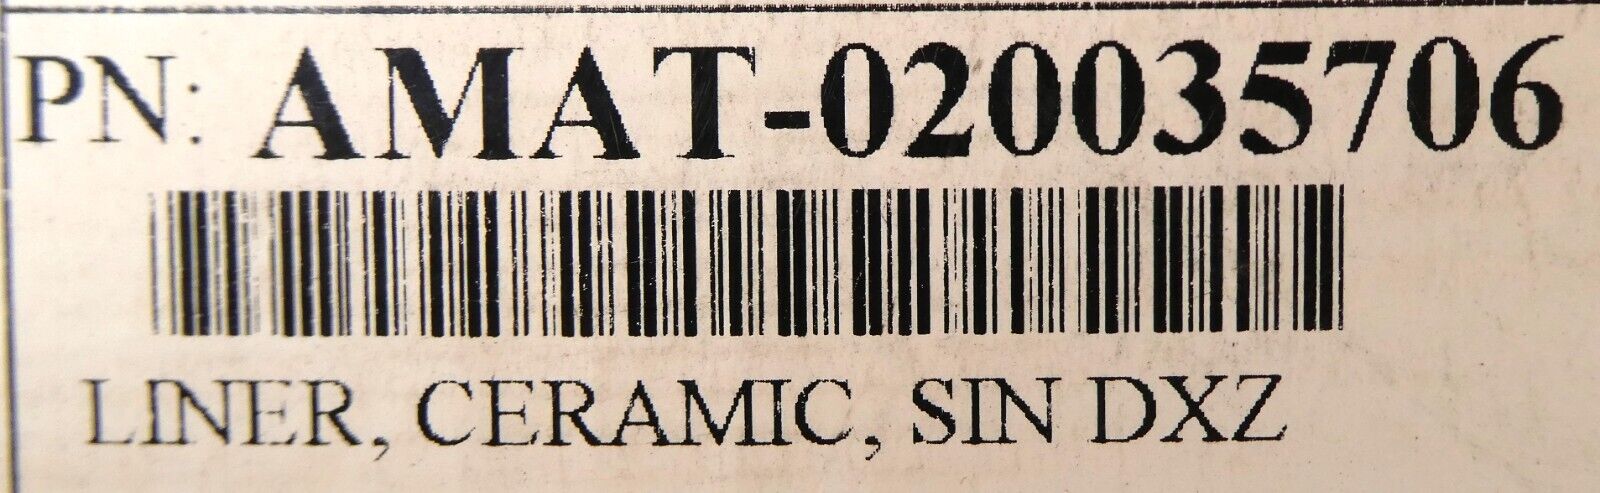 PN: AMAT-020035706
LINER, CERAMIC, SIN DXZ